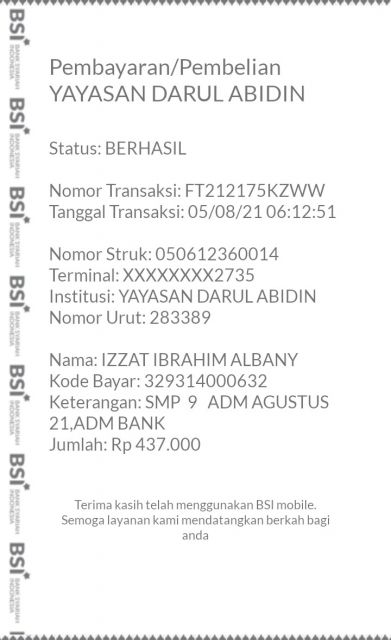 Pembayaran/Pembelian
YAYASAN DARUL ABIDIN
Status: BERHASIL
Nomor Transaksi: FT212175KZWW
Tanggal Transaksi: 05/08/21 06:12:51
Nomor Struk: 050612360014
Terminal: XXXXXXXX2735
Institusi: YAYASAN DARUL ABIDIN
Nomor Urut: 283389
Nama: IZZAT IBRAHIM ALBANY
Kode Bayar: 329314000632
Keterangan: SMP 9 ADM AGUSTUS
21,ADM BANK
Jumlah: Rp 437.000
Terima kasih telah menggunakan BSI mobile.
Semoga layanan kami mendatangkan berkah bagi
anda
BSI BANK SYARIAH INDONESIA
BSI BANK SYARIAH INDONESIA
BSI BANK SYARIAH INDONESIA
BSI BANK SYARIAH INDONESIA
BSI BANK SYARIAH INDONESIA
BSI BANK SYARIAH INDONESIA
BSI BANK SYARIAH INDONESIA